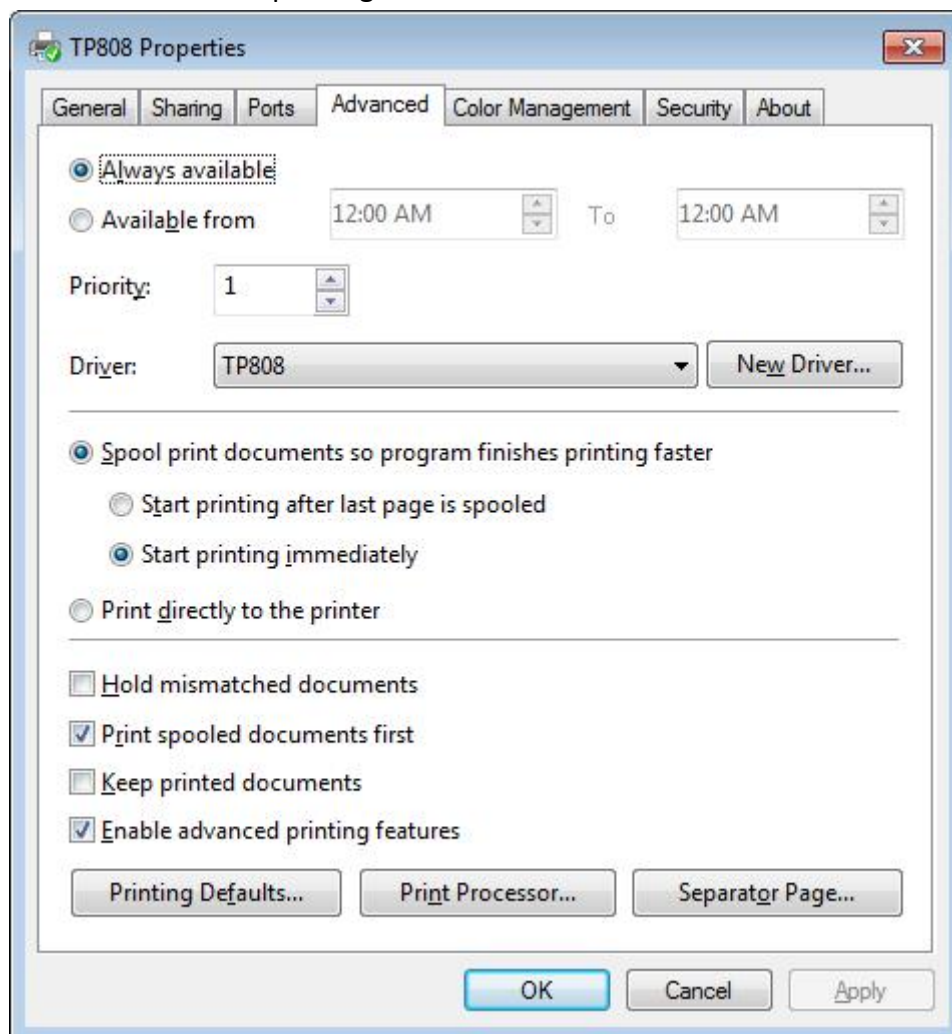 TP808 Properties
General Sharing Ports Advanced Color Management Security About
Always available
Available from 12:00 AM To 12:00 AM
Priority: 1
Driver: TP808 New Driver...
Spool print documents so program finishes printing faster
Start printing after last page is spooled
Start printing immediately
Print directly to the printer
Hold mismatched documents
Print spooled documents first
Keep printed documents
Enable advanced printing features
Printing Defaults... Print Processor... Separator Page...
OK Cancel Apply